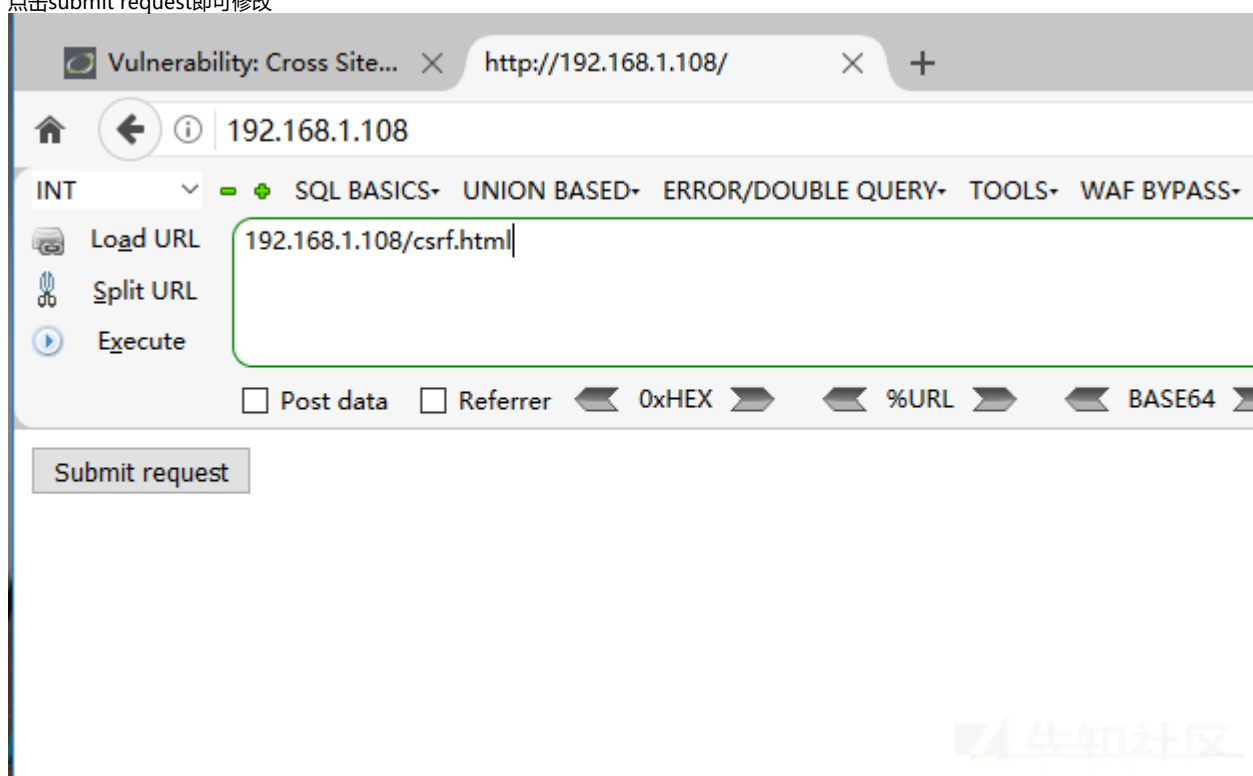 点击submit request即可修改
Vulnerability: Cross Site...
http://192.168.1.108/
192.168.1.108
INT SQL BASICS UNION BASED ERROR/DOUBLE QUERY TOOLS WAF BYPASS
Load URL
192.168.1.108/csrf.html
Split URL
Execute
Post data Referrer 0xHEX %URL BASE64
Submit request
先知社区